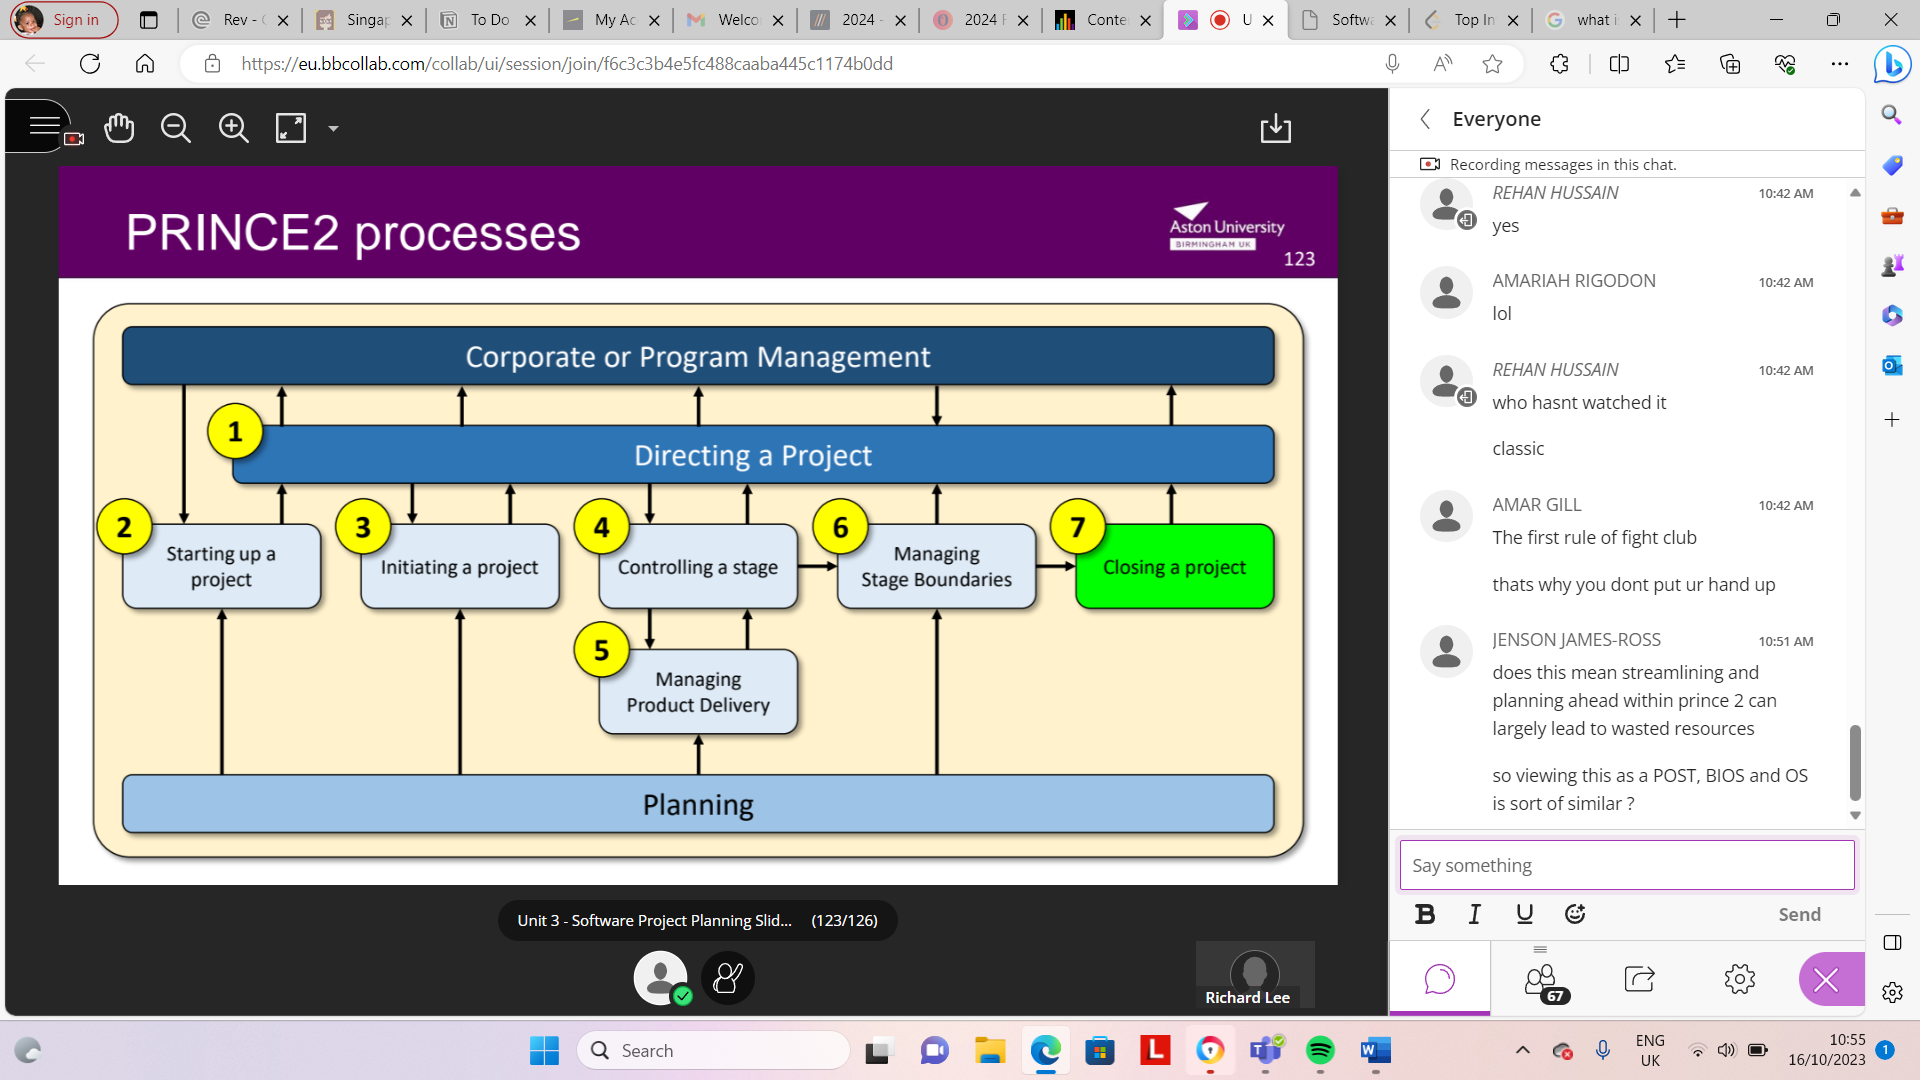 Sign in
Rev - C
Singap
To Do
My Ac
Welco
2024 -
2024 F
Conte
U
Softwa
Top In
what i
https://eu.bbcollab.com/collab/ui/session/join/f6c3c3b4e5fc488caaba445c1174b0dd
PRINCE2 processes
Aston University
BIRMINGHAM UK
123
Corporate or Program Management
1
Directing a Project
2
Starting up a
project
3
Initiating a project
4
Controlling a stage
6
Managing
Stage Boundaries
7
Closing a project
5
Managing
Product Delivery
Planning
Unit 3 - Software Project Planning Slid... (123/126)
Richard Lee
Everyone
Recording messages in this chat.
REHAN HUSSAIN 10:42 AM
yes
AMARIAH RIGODON 10:42 AM
lol
REHAN HUSSAIN 10:42 AM
who hasnt watched it
classic
AMAR GILL 10:42 AM
The first rule of fight club
thats why you dont put ur hand up
JENSON JAMES-ROSS 10:51 AM
does this mean streamlining and
planning ahead within prince 2 can
largely lead to wasted resources
so viewing this as a POST, BIOS and OS
is sort of similar ?
Say something
B I U
Send
67
Search
L
ENG
UK
10:55
16/10/2023
1